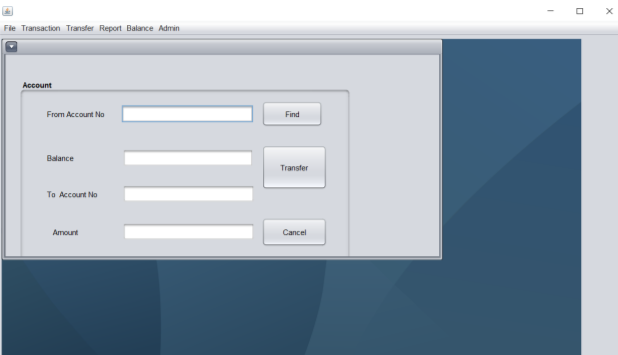 File Transaction Transfer Report Balance Admin
Account
From Account No Find
Balance
Transfer
To Account No
Amount Cancel